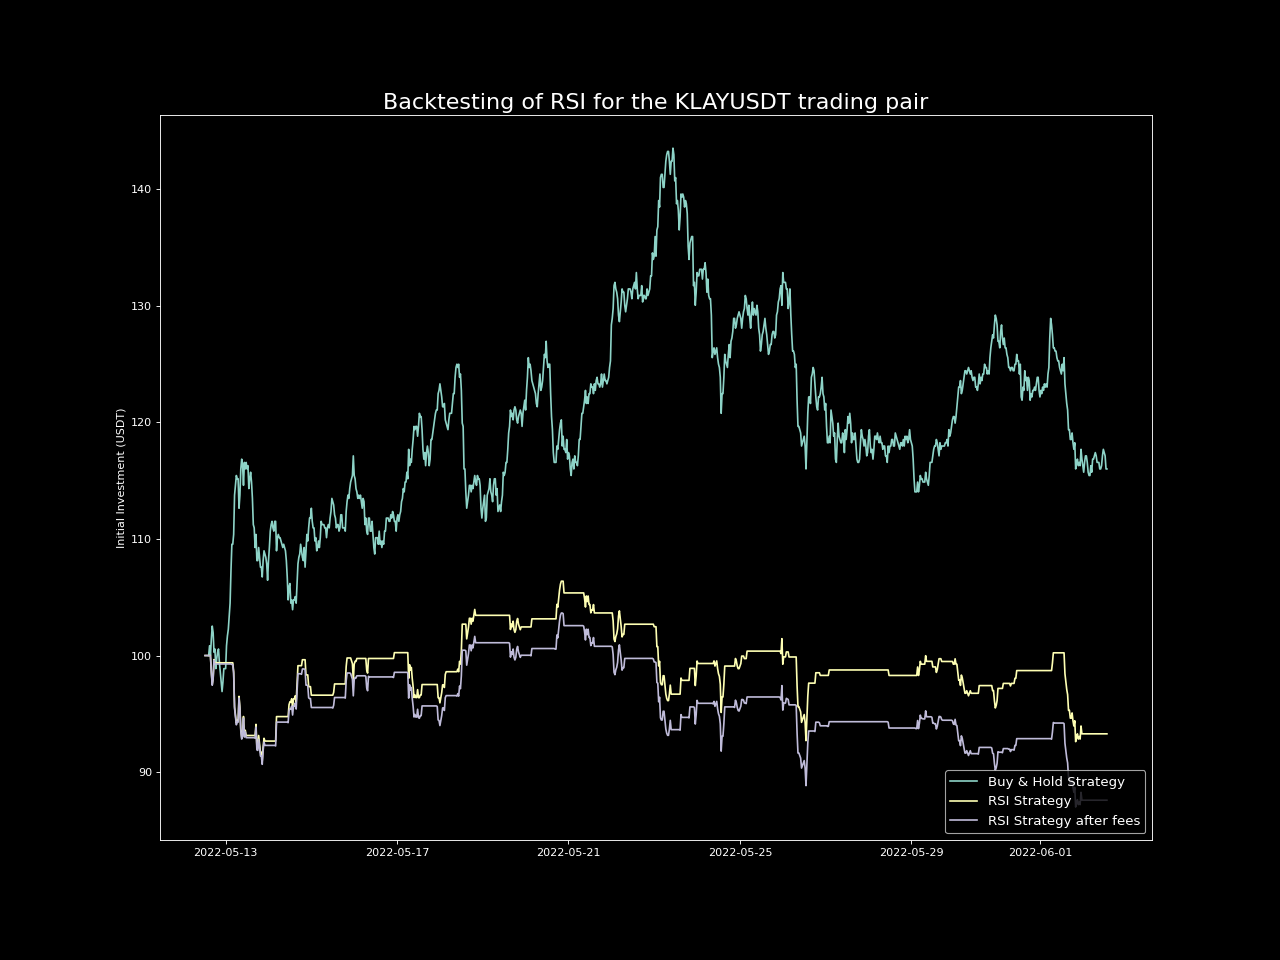 Backtesting of RSI for the KLAYUSDT trading pair
Initial Investment (USDT)
140
130
120
110
100
90
2022-05-13
2022-05-17
2022-05-21
2022-05-25
2022-05-29
2022-06-01
Buy & Hold Strategy
RSI Strategy
RSI Strategy after fees